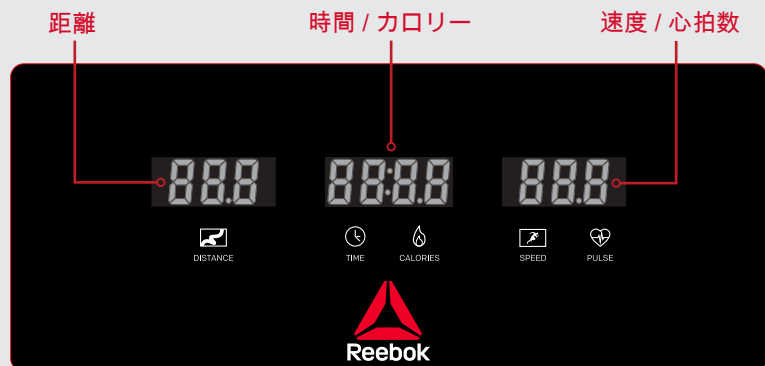 距離
時間 / カロリー
速度 / 心拍数
88.8
88:8.8
88.8
DISTANCE
TIME
CALORIES
SPEED
PULSE
Reebok